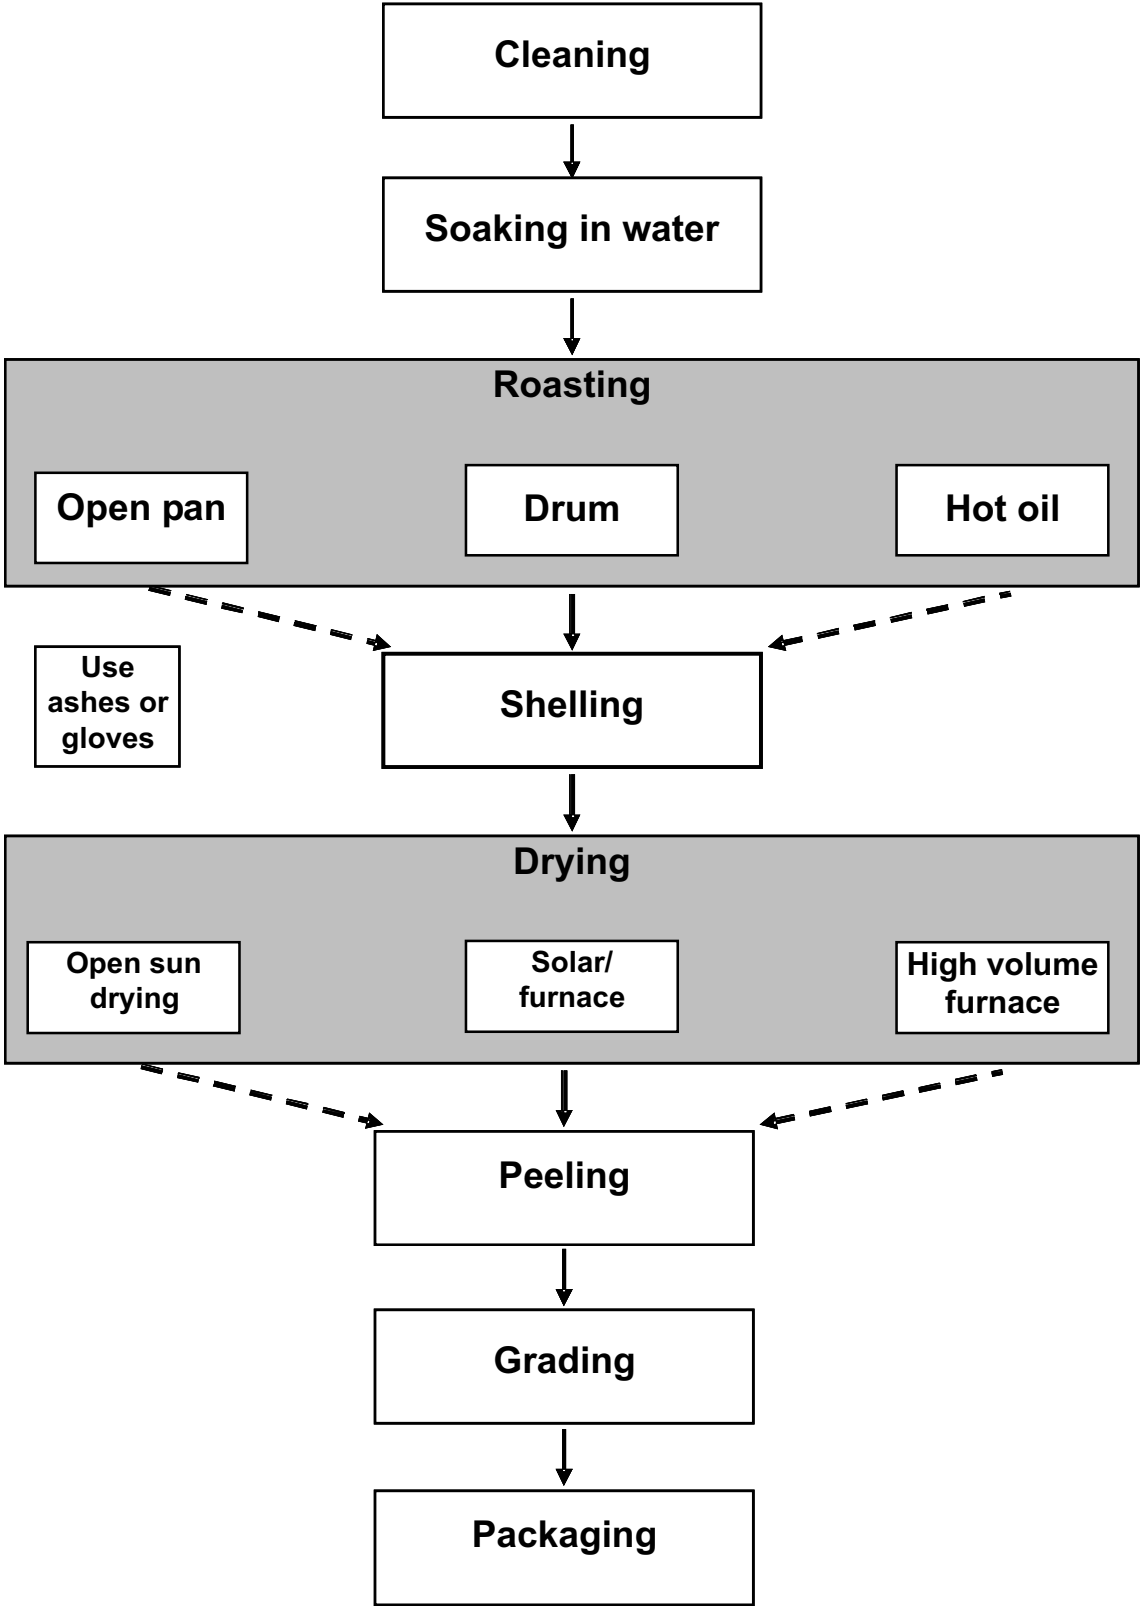 Cleaning
Soaking in water
Roasting
Open pan
Drum
Hot oil
Use
ashes or
gloves
Shelling
Drying
Open sun
drying
Solar/
furnace
High volume
furnace
Peeling
Grading
Packaging